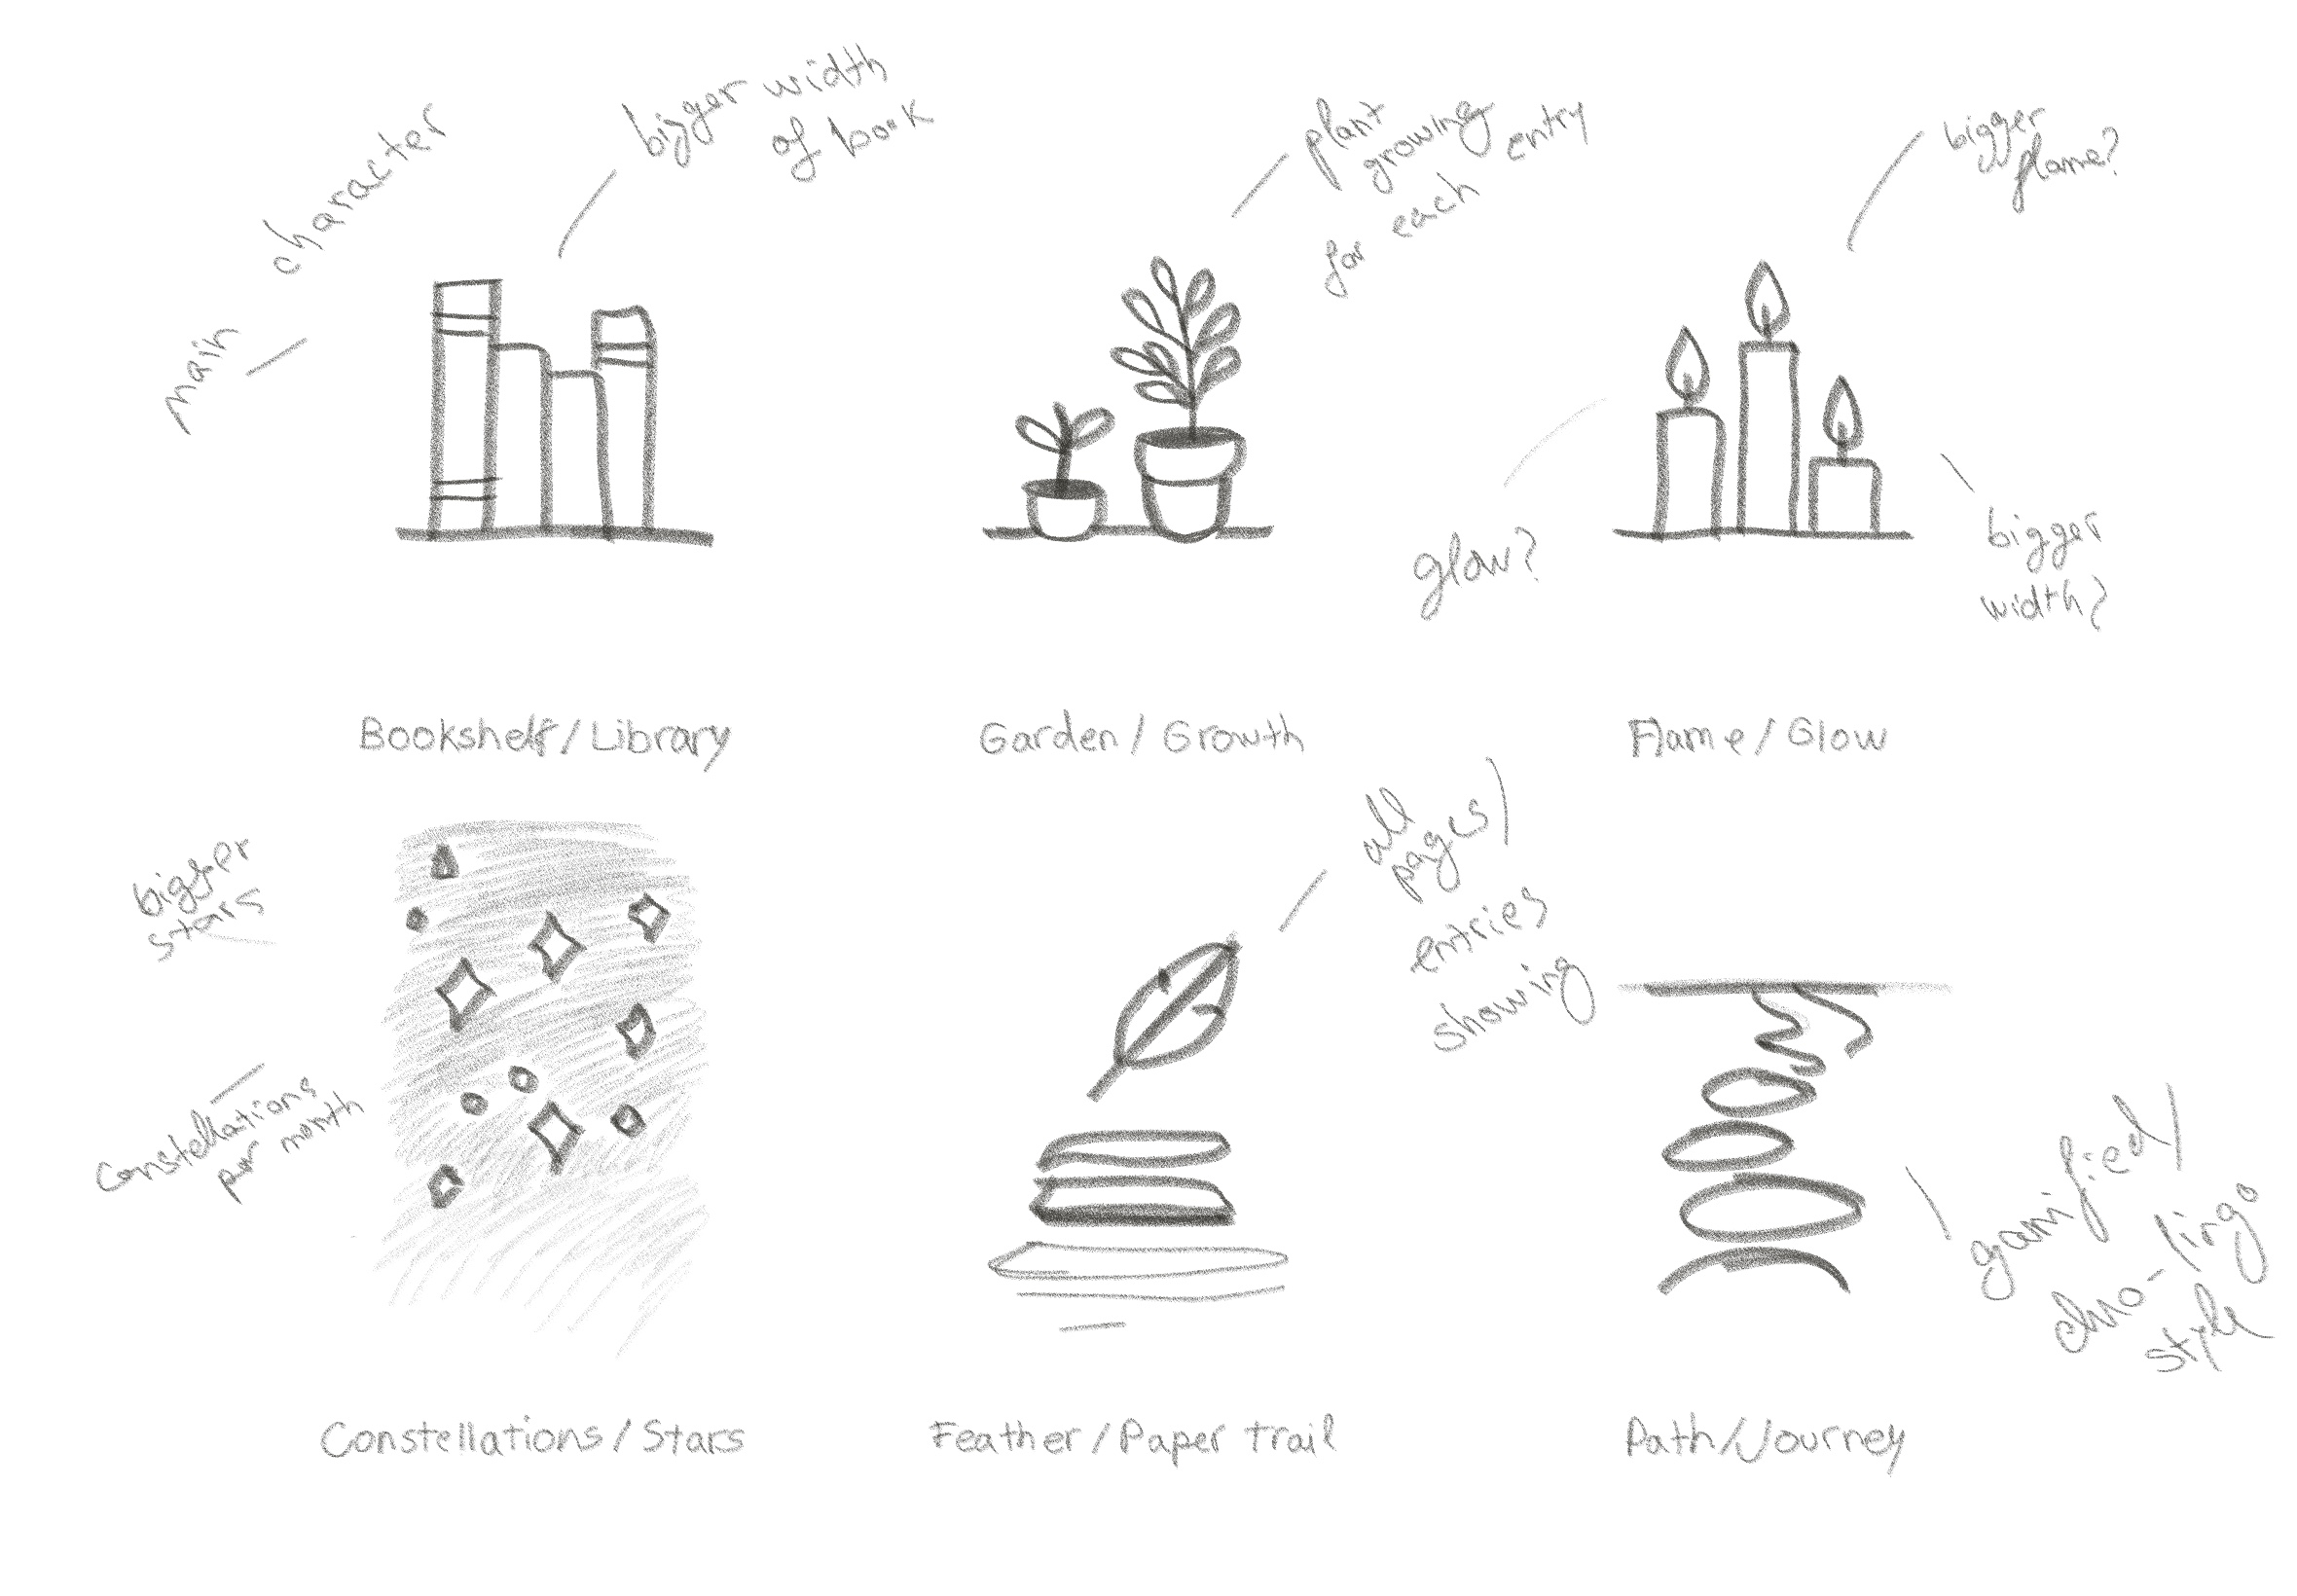 main
character
bigger width
of book
plant
growing
for each entry
bigger
flame?
glow?
bigger
width?
Bookshelf/Library
Garden/Growth
Flame/Glow
bigger
stars
constellations
per month
all
pages/
entries
showing
gamified/
style
Constellations/Stars
Feather/Paper trail
Path/Journey